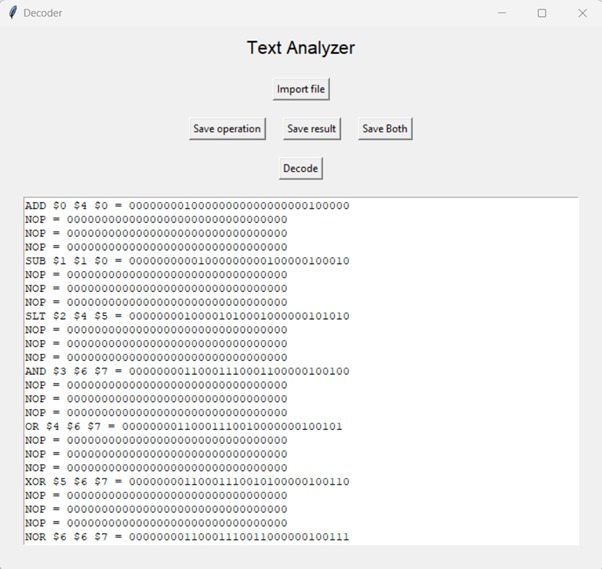 Decoder
Text Analyzer
Import file
Save operation Save result Save Both
Decode
ADD $0 $4 $0 = 00000000100000000000000000100000
NOP = 00000000000000000000000000000000
NOP = 00000000000000000000000000000000
NOP = 00000000000000000000000000000000
SUB $1 $1 $0 = 00000000001000000000100000100010
NOP = 00000000000000000000000000000000
NOP = 00000000000000000000000000000000
NOP = 00000000000000000000000000000000
SLT $2 $4 $5 = 00000000100001010001000000101010
NOP = 00000000000000000000000000000000
NOP = 00000000000000000000000000000000
NOP = 00000000000000000000000000000000
AND $3 $6 $7 = 00000000110001110001100000100100
NOP = 00000000000000000000000000000000
NOP = 00000000000000000000000000000000
NOP = 00000000000000000000000000000000
OR $4 $6 $7 = 00000000110001110010000000100101
NOP = 00000000000000000000000000000000
NOP = 00000000000000000000000000000000
NOP = 00000000000000000000000000000000
XOR $5 $6 $7 = 00000000110001110010100000100110
NOP = 00000000000000000000000000000000
NOP = 00000000000000000000000000000000
NOP = 00000000000000000000000000000000
NOR $6 $6 $7 = 00000000110001110011000000100111